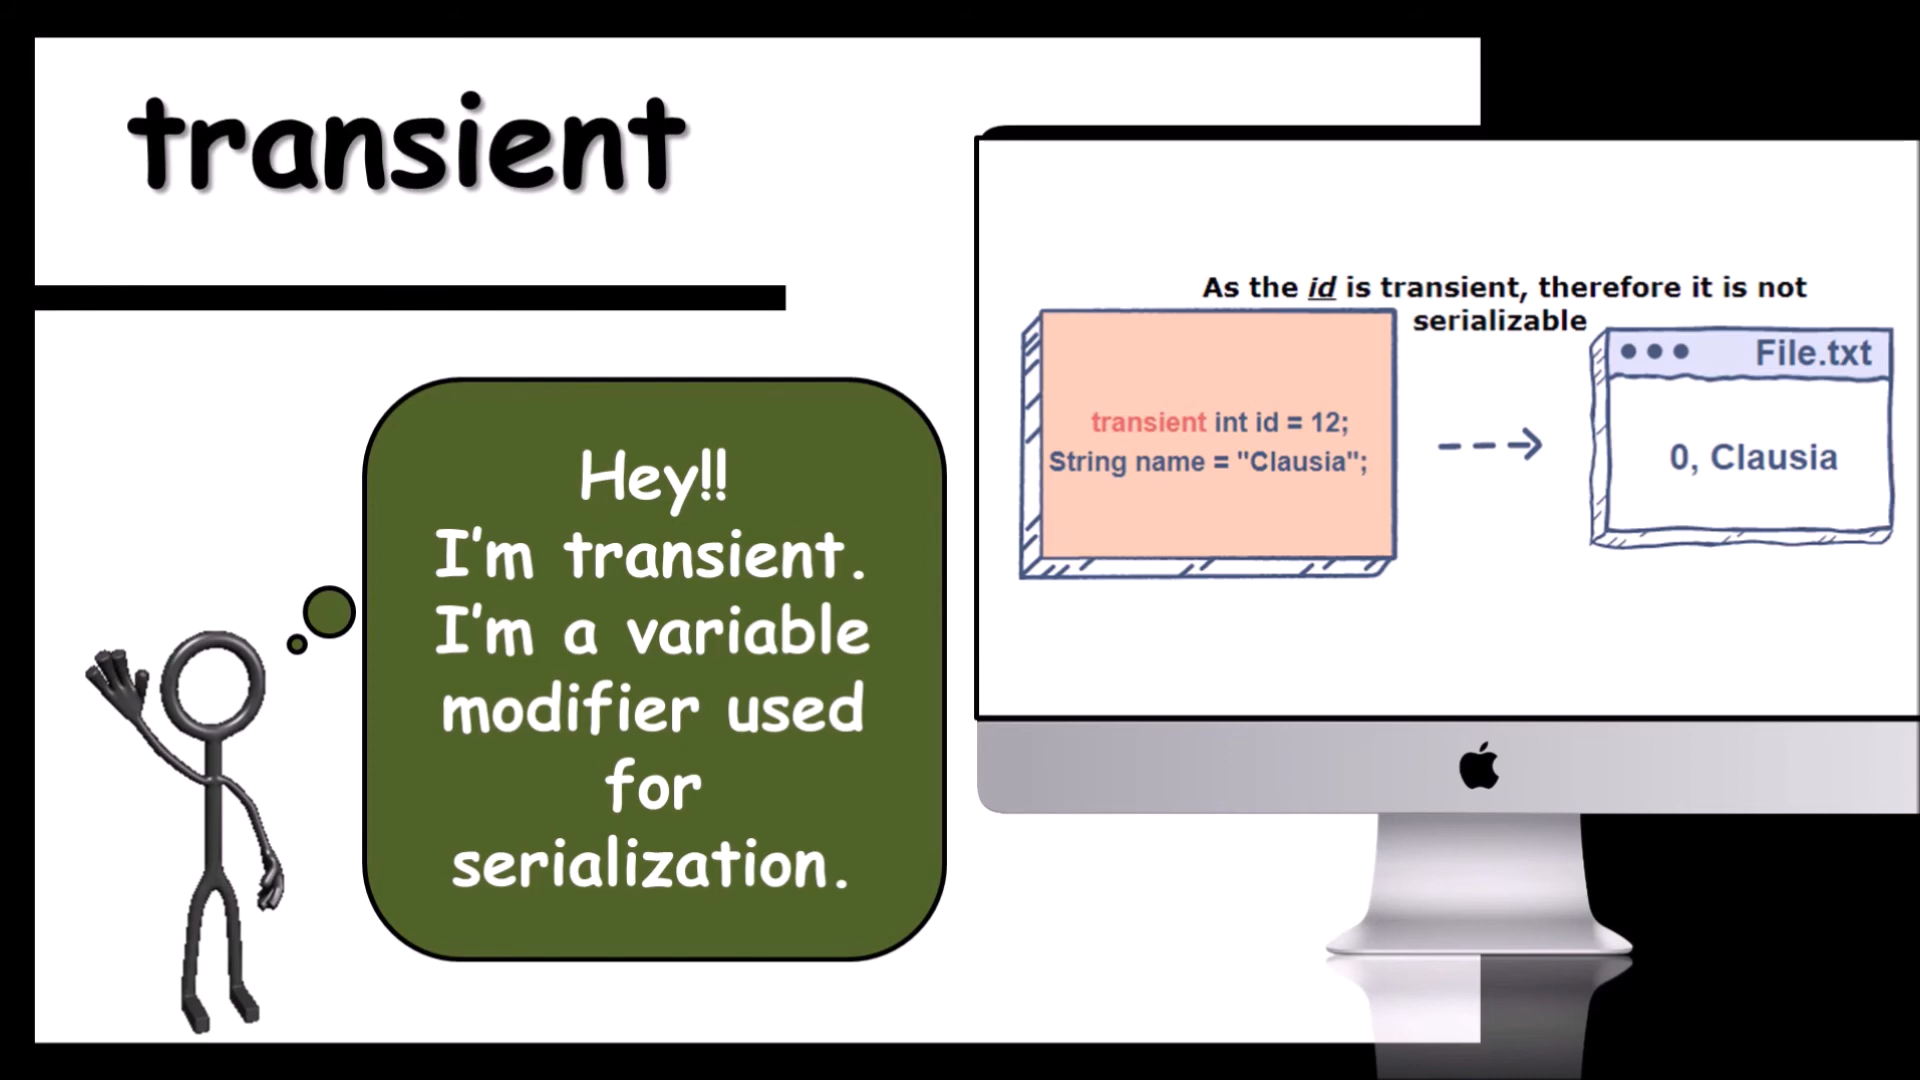 transient
Hey!!
I'm transient.
I'm a variable
modifier used
for
serialization.
As the id is transient, therefore it is not
serializable
transient int id = 12;
String name = "Clausia";
File.txt
0, Clausia